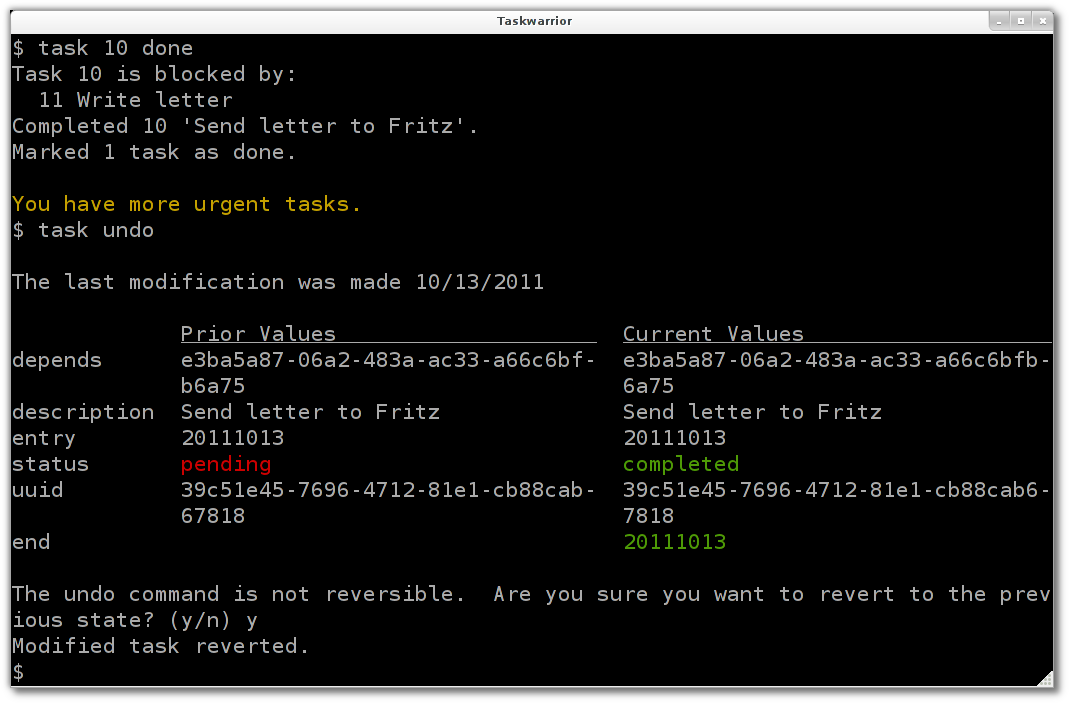 Taskwarrior
$ task 10 done
Task 10 is blocked by:
  11 Write letter
Completed 10 'Send letter to Fritz'.
Marked 1 task as done.

You have more urgent tasks.
$ task undo

The last modification was made 10/13/2011

             Prior Values                      Current Values
depends      e3ba5a87-06a2-483a-ac33-a66c6bf-  e3ba5a87-06a2-483a-ac33-a66c6bfb-
             b6a75                             6a75
description  Send letter to Fritz              Send letter to Fritz
entry        20111013                          20111013
status       pending                           completed
uuid         39c51e45-7696-4712-81e1-cb88cab-  39c51e45-7696-4712-81e1-cb88cab6-
             67818                             7818
end                                            20111013

The undo command is not reversible.  Are you sure you want to revert to the prev
ious state? (y/n) y
Modified task reverted.
$